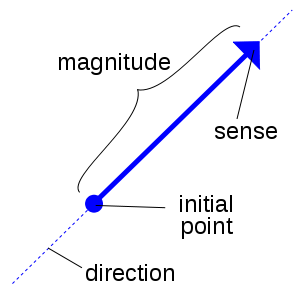 magnitude
sense
initial
point
direction